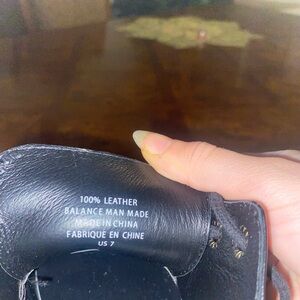 100% LEATHER
BALANCE MAN MADE
MADE IN CHINA
FABRIQUE EN CHINE
US 7